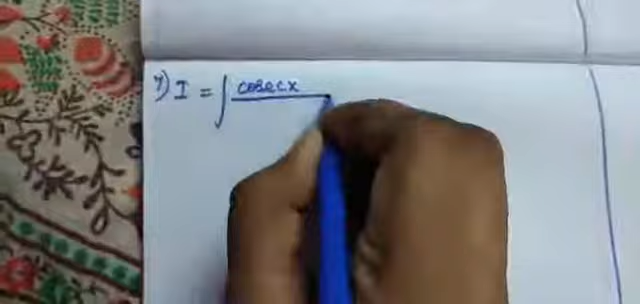 7) I = ∫ cosecx